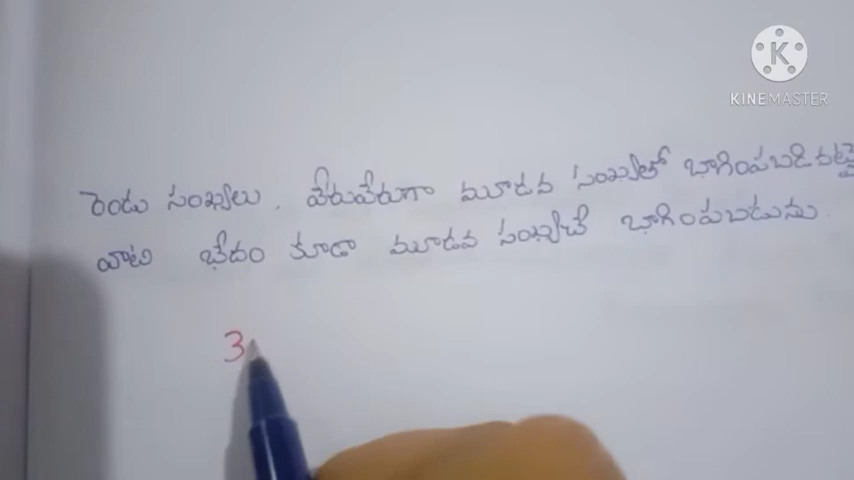 KINEMASTER
రెండు సంఖ్యలు . వేరువేరుగా మూడవ సంఖ్యతో భాగింపబడినట్లై
వాటి భేదం కూడా మూడవ సంఖ్యచే భాగింపబడును.
3